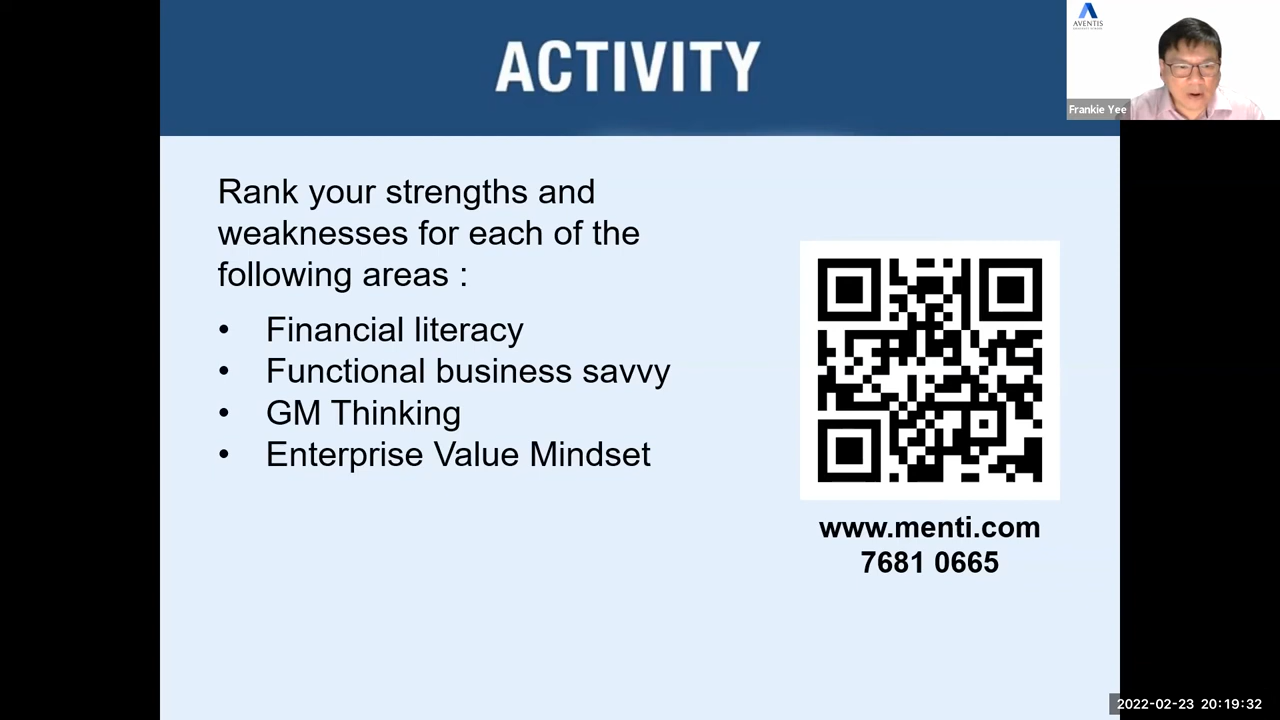 ACTIVITY
AVENTIS
Frankie Yee
Rank your strengths and
weaknesses for each of the
following areas :
• Financial literacy
• Functional business savvy
• GM Thinking
• Enterprise Value Mindset
www.menti.com
7681 0665
2022-02-23 20:19:32